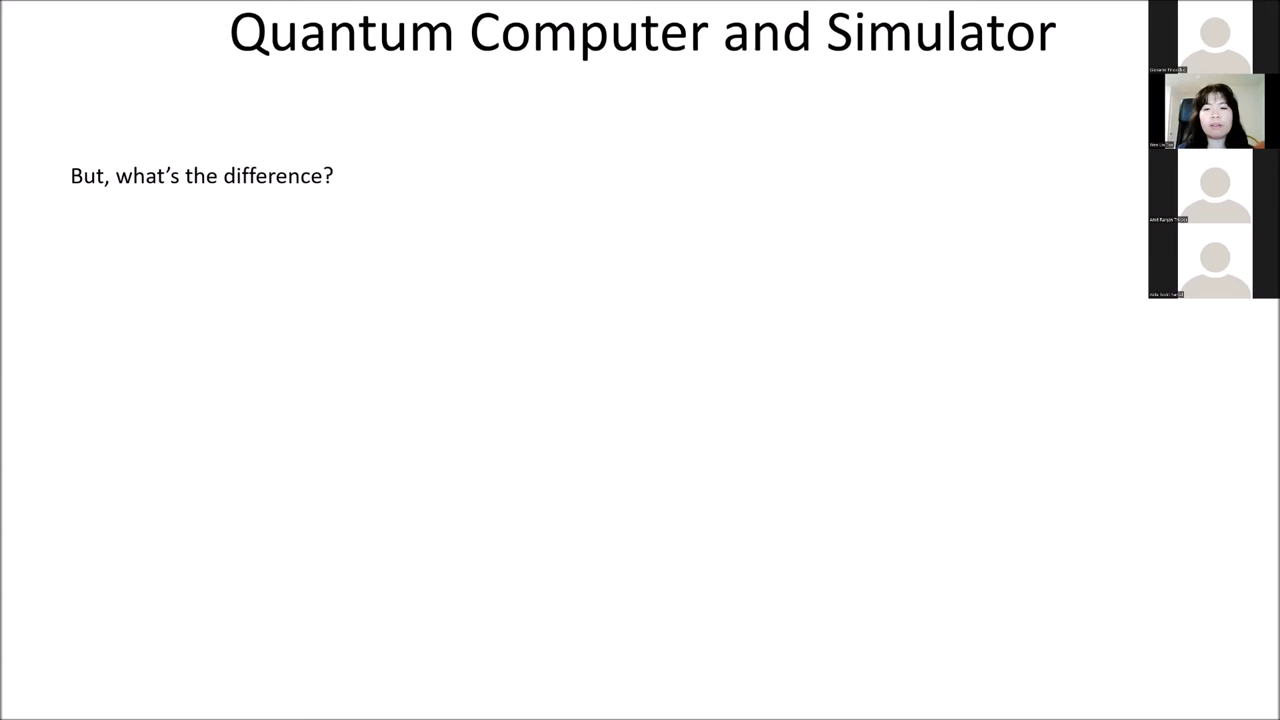 Quantum Computer and Simulator
But, what's the difference?